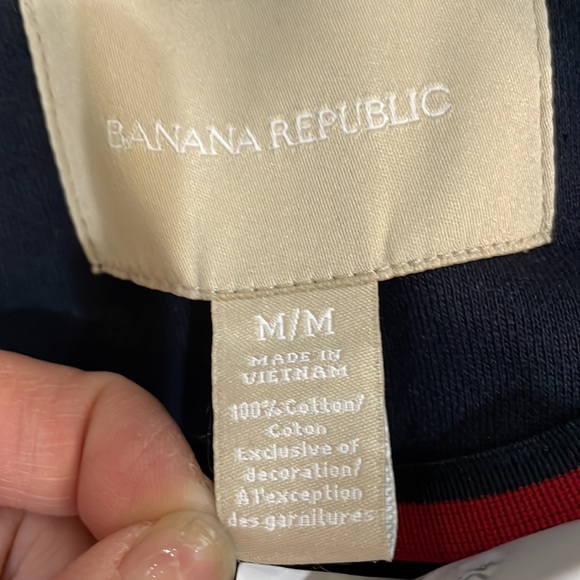 BANANA REPUBLIC
M/M
MADE IN
VIETNAM
100% Cotton/
Coton
Exclusive of
decoration/
A l'exception
des garnitures